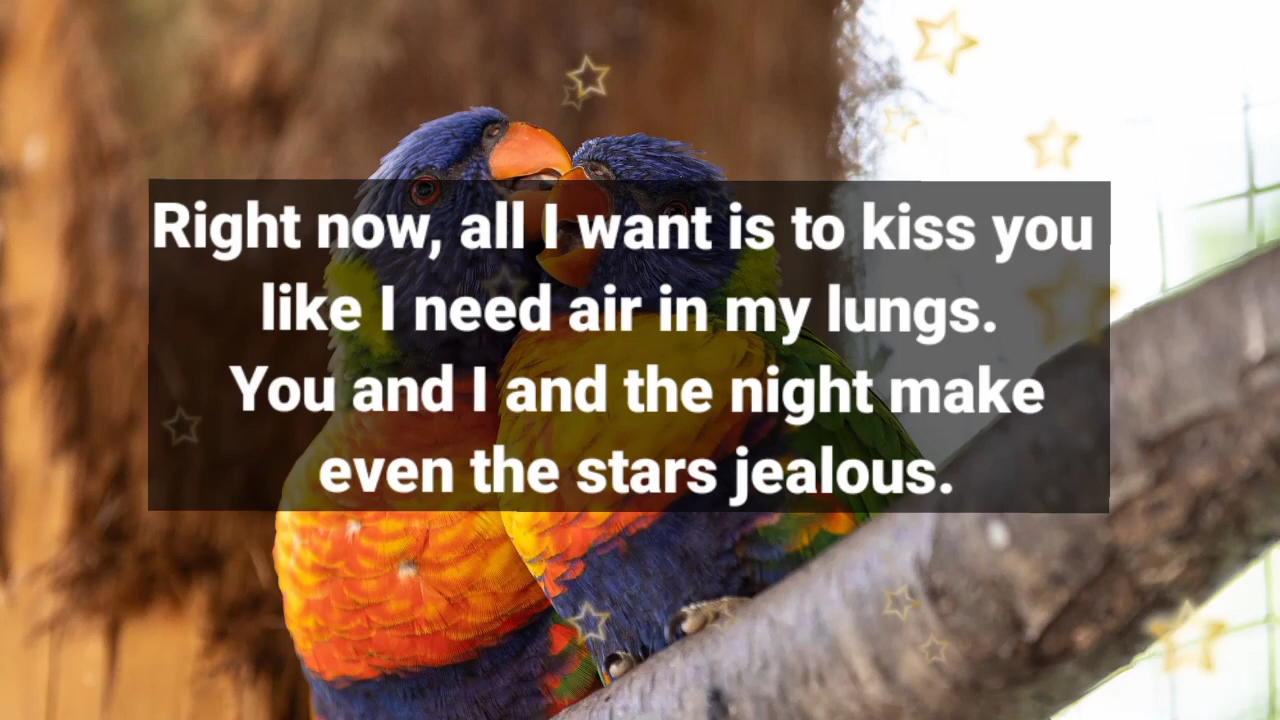 Right now, all I want is to kiss you
like I need air in my lungs.
You and I and the night make
even the stars jealous.